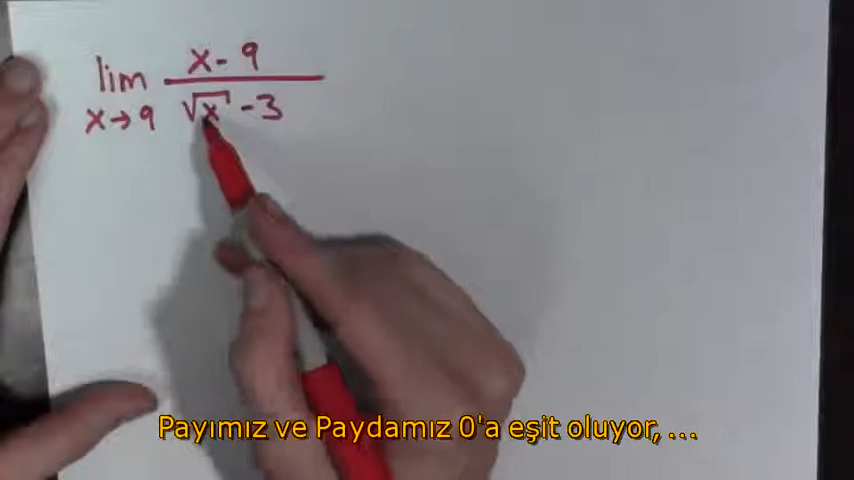 lim x - 9
x→9 √x - 3
Payımız ve Paydamız 0'a eşit oluyor, ...